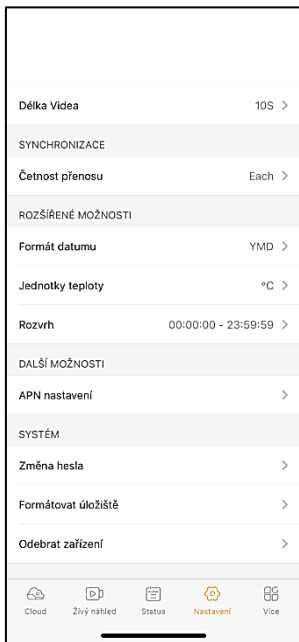 Délka Videa 10S >
SYNCHRONIZACE
Četnost přenosu Each >
ROZŠÍŘENÉ MOŽNOSTI
Formát datumu YMD >
Jednotky teploty °C >
Rozvrh 00:00:00 - 23:59:59 >
DALŠÍ MOŽNOSTI
APN nastavení >
SYSTÉM
Změna hesla >
Formátovat úložiště >
Odebrat zařízení >
Cloud Živý náhled Status Nastavení Více